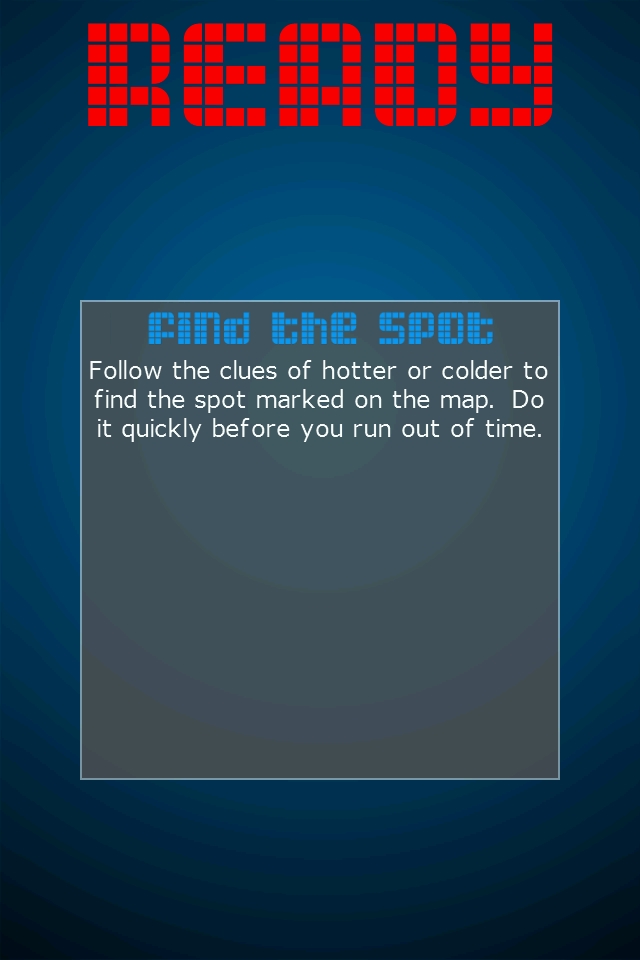 READY
Find the Spot
Follow the clues of hotter or colder to
find the spot marked on the map.  Do
it quickly before you run out of time.